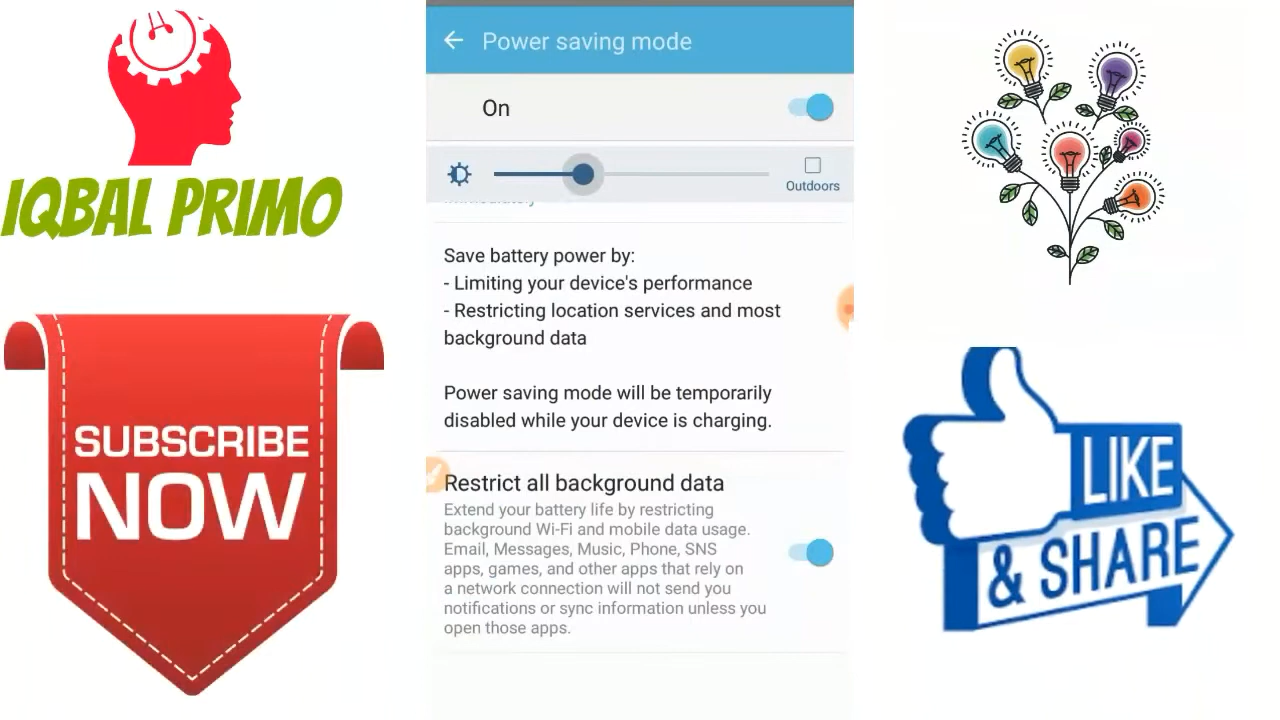 IQBAL PRIMO
SUBSCRIBE
NOW
Power saving mode
On
Outdoors
immediately
Save battery power by:
- Limiting your device's performance
- Restricting location services and most
background data
Power saving mode will be temporarily
disabled while your device is charging.
Restrict all background data
Extend your battery life by restricting
background Wi-Fi and mobile data usage.
Email, Messages, Music, Phone, SNS
apps, games, and other apps that rely on
a network connection will not send you
notifications or sync information unless you
open those apps.
LIKE
& SHARE